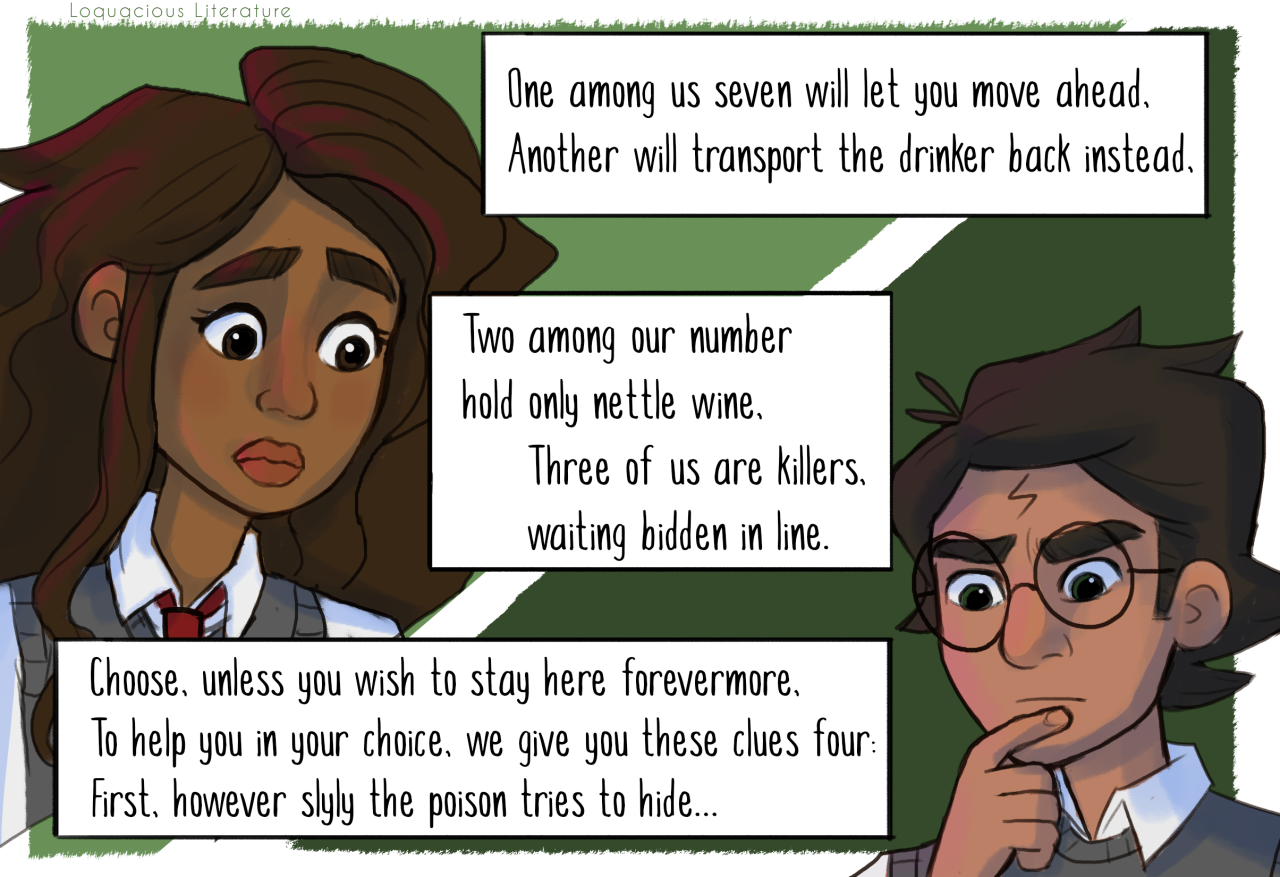 Loquacious Literature
One among us seven will let you move ahead,
Another will transport the drinker back instead,
Two among our number
hold only nettle wine,
Three of us are killers,
waiting bidden in line.
Choose, unless you wish to stay here forevermore,
To help you in your choice, we give you these clues four:
First, however slyly the poison tries to hide...